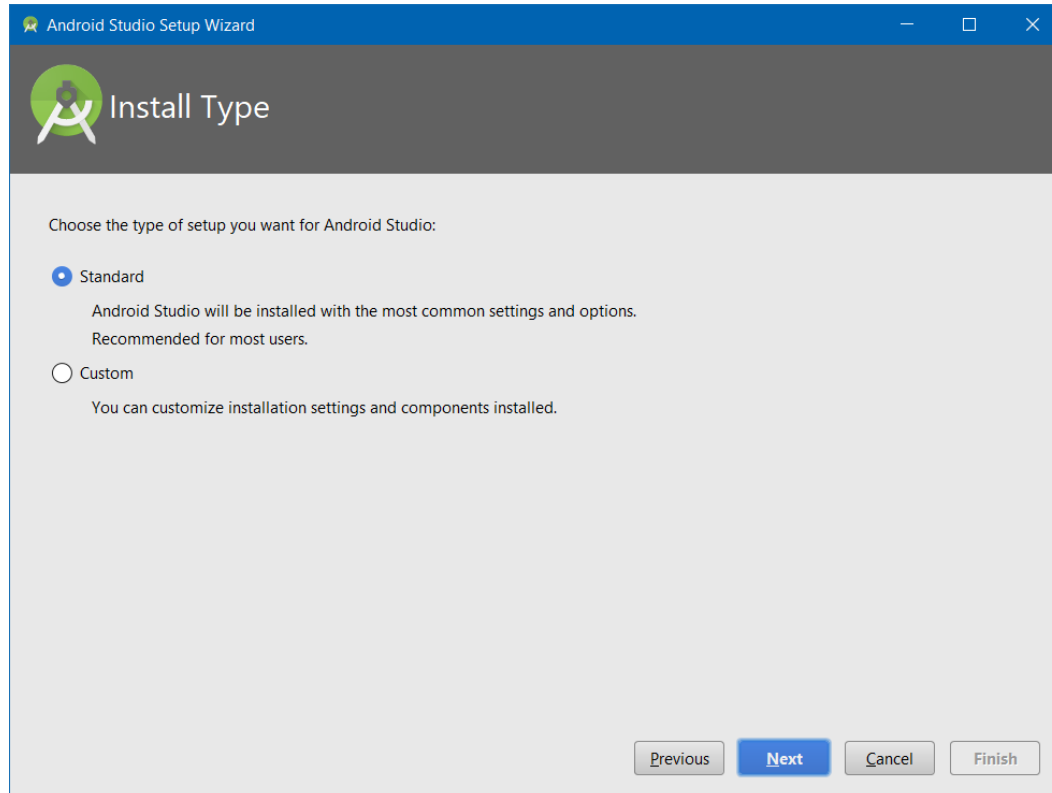 Android Studio Setup Wizard
Install Type
Choose the type of setup you want for Android Studio:
Standard
Android Studio will be installed with the most common settings and options.
Recommended for most users.
Custom
You can customize installation settings and components installed.
Previous Next Cancel Finish